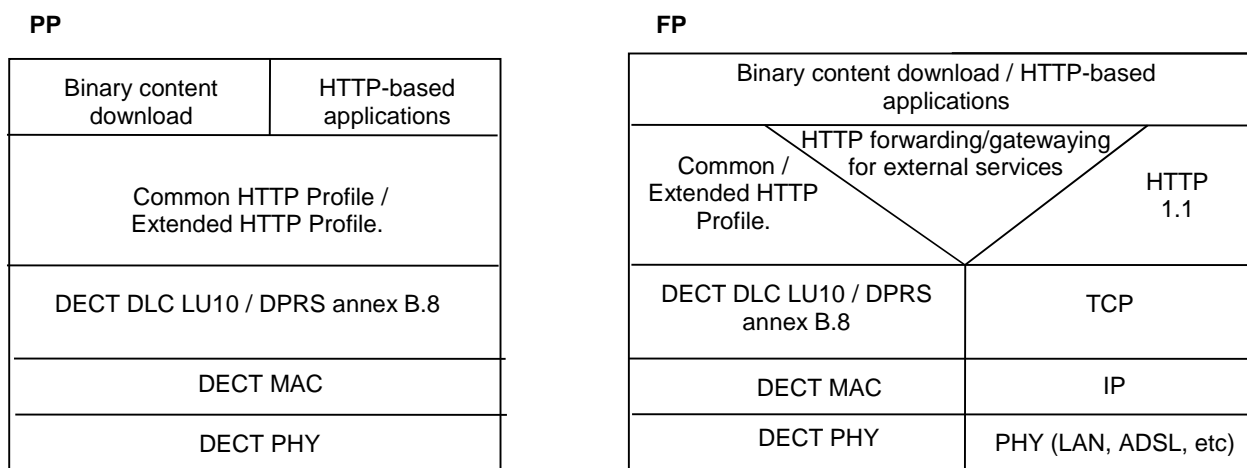 PP
Binary content
download
HTTP-based
applications
Common HTTP Profile /
Extended HTTP Profile.
DECT DLC LU10 / DPRS annex B.8
DECT MAC
DECT PHY
FP
Binary content download / HTTP-based
applications
HTTP forwarding/gatewaying
for external services
Common /
Extended HTTP
Profile.
HTTP
1.1
DECT DLC LU10 / DPRS
annex B.8
TCP
DECT MAC
IP
DECT PHY
PHY (LAN, ADSL, etc)